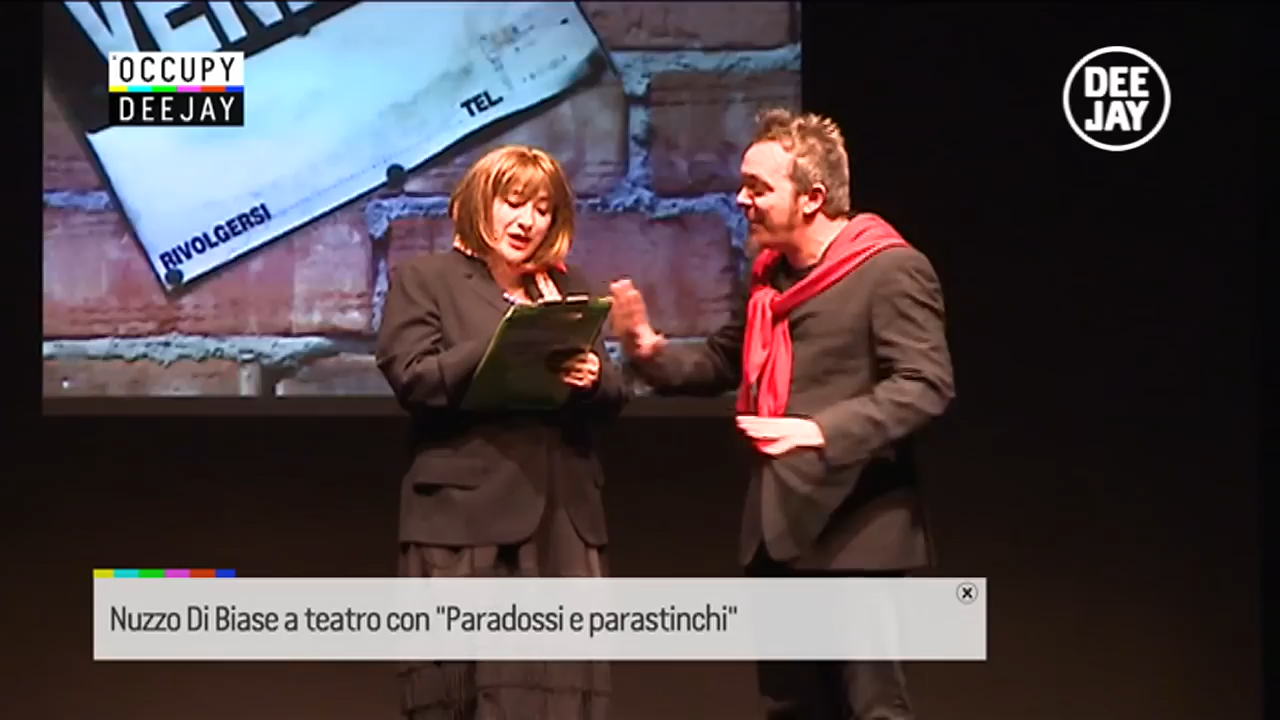 OCCUPY
DEEJAY
DEE
JAY
TEL.
RIVOLGERSI
Nuzzo Di Biase a teatro con "Paradossi e parastinchi"